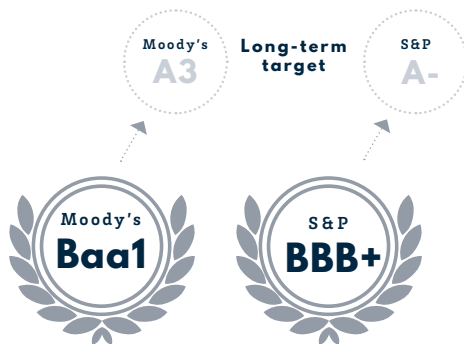 Moody's
A3
Long-term
target
S&P
A-
Moody's
Baa1
S&P
BBB+